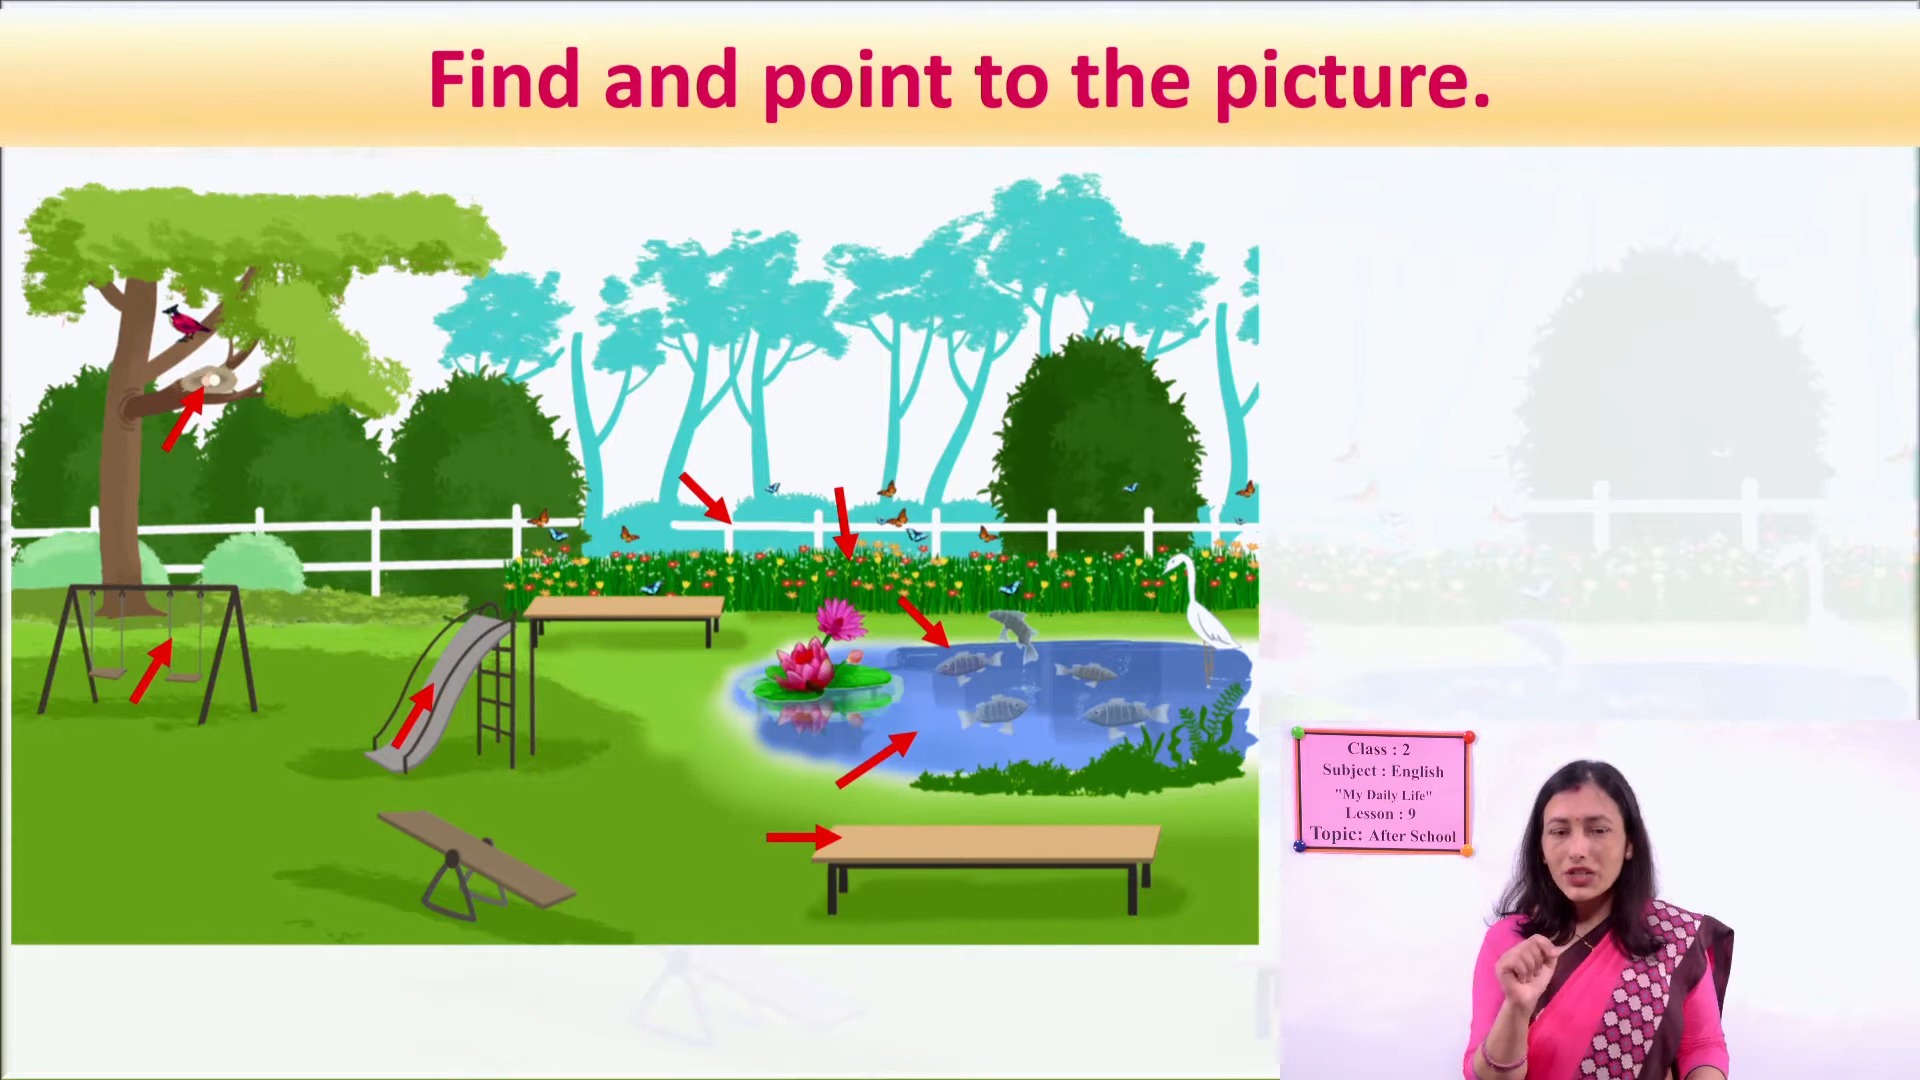 Find and point to the picture.
Class : 2
Subject : English
"My Daily Life"
Lesson : 9
Topic: After School